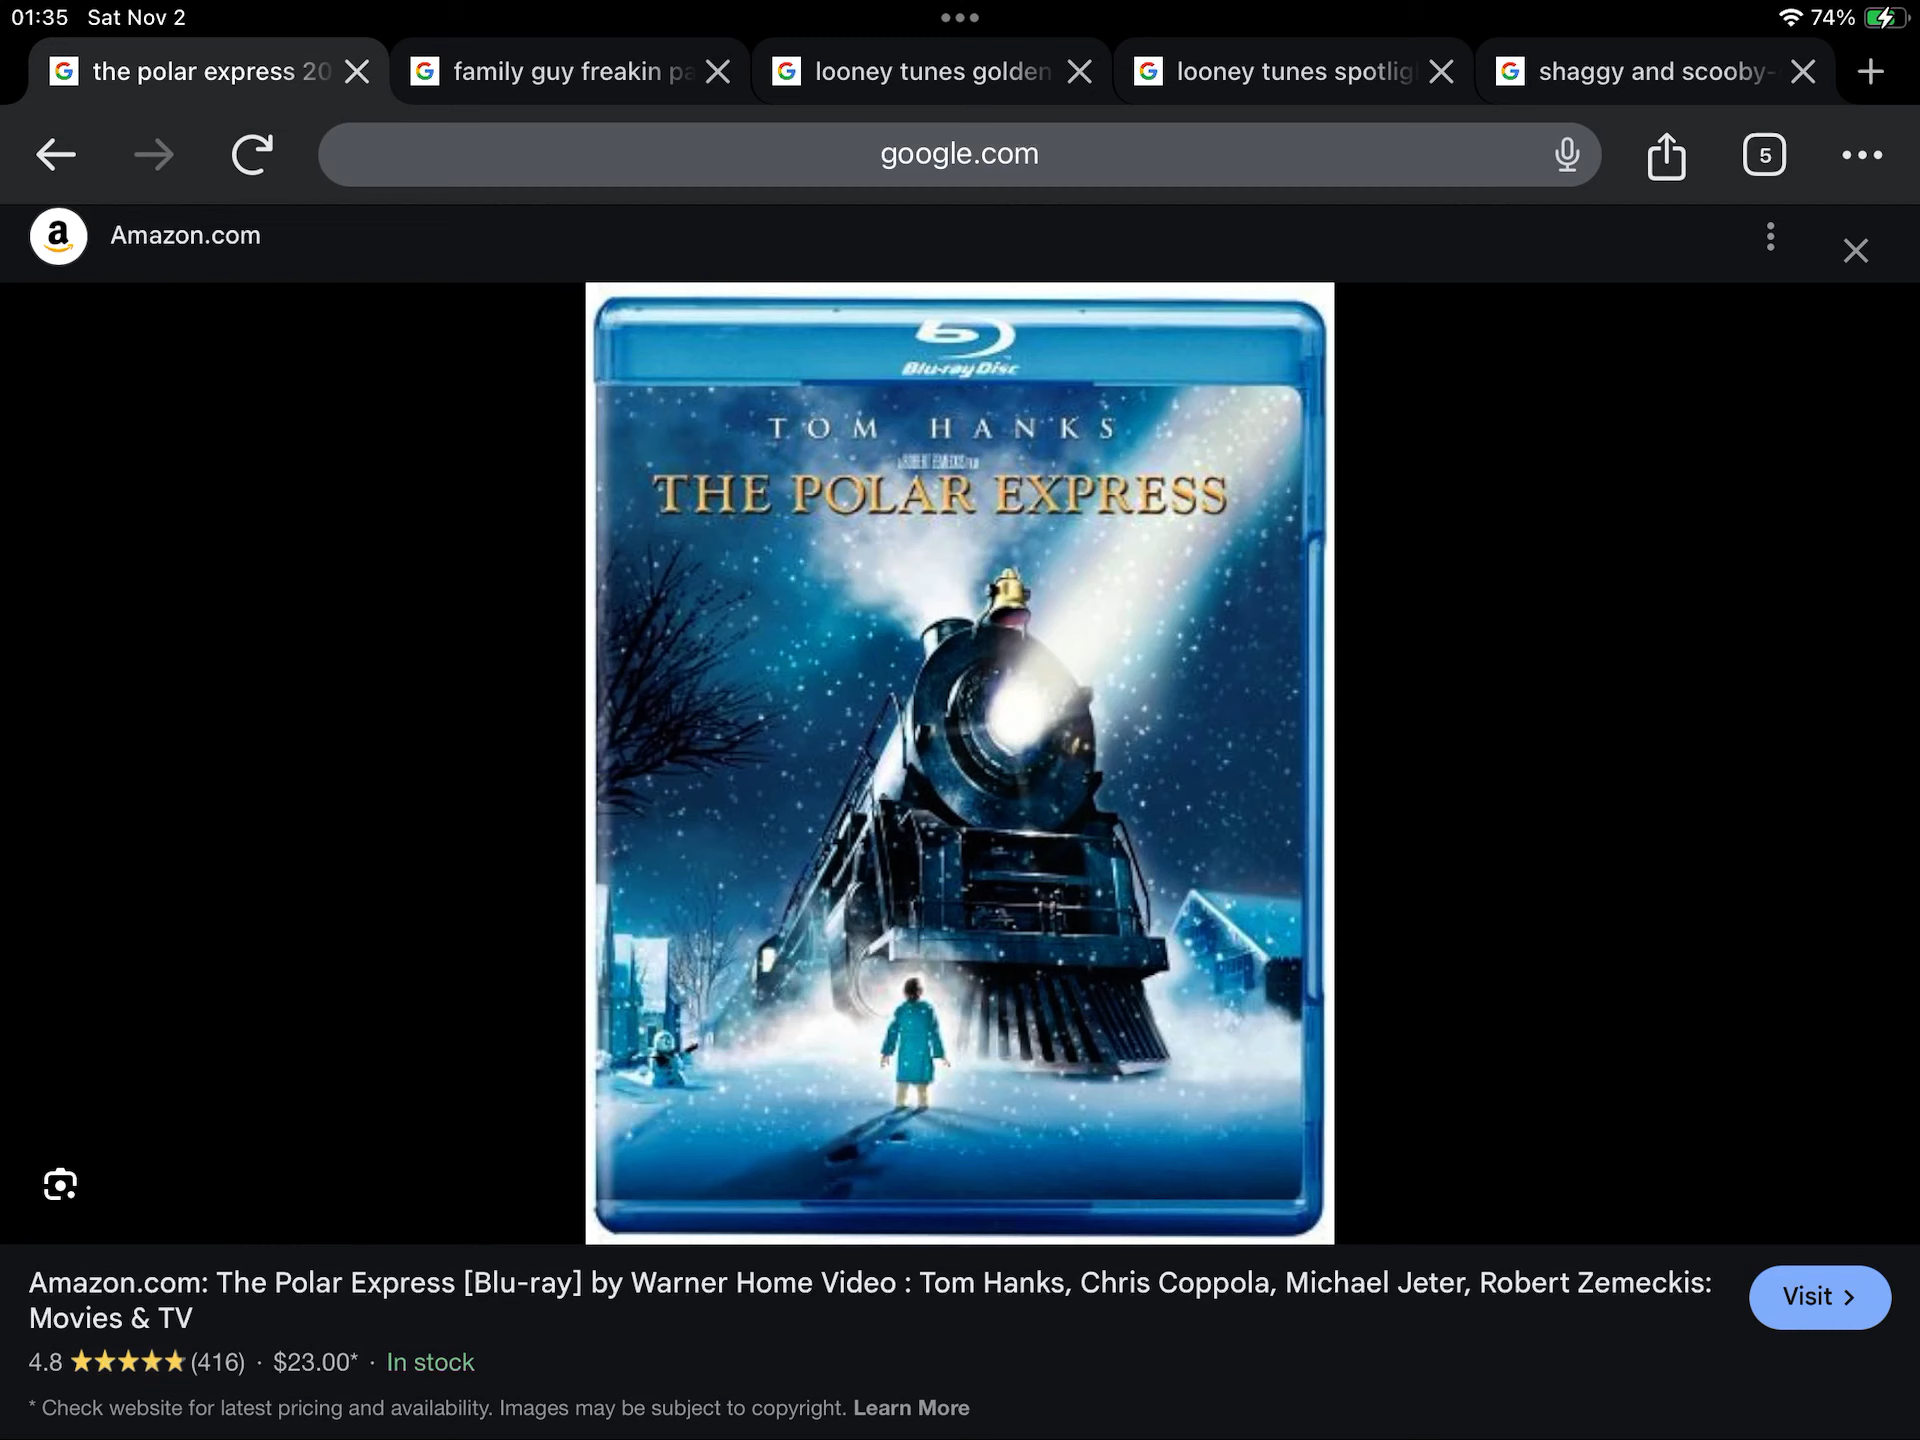 01:35 Sat Nov 2
74%
the polar express 20
family guy freakin pa
looney tunes golden
looney tunes spotlig
shaggy and scooby-
google.com
5
a
Amazon.com
Blu-ray Disc
TOM HANKS
A ROBERT ZEMECKIS FILM
THE POLAR EXPRESS
Amazon.com: The Polar Express [Blu-ray] by Warner Home Video : Tom Hanks, Chris Coppola, Michael Jeter, Robert Zemeckis:
Movies & TV
Visit
4.8 (416) · $23.00* · In stock
* Check website for latest pricing and availability. Images may be subject to copyright. Learn More